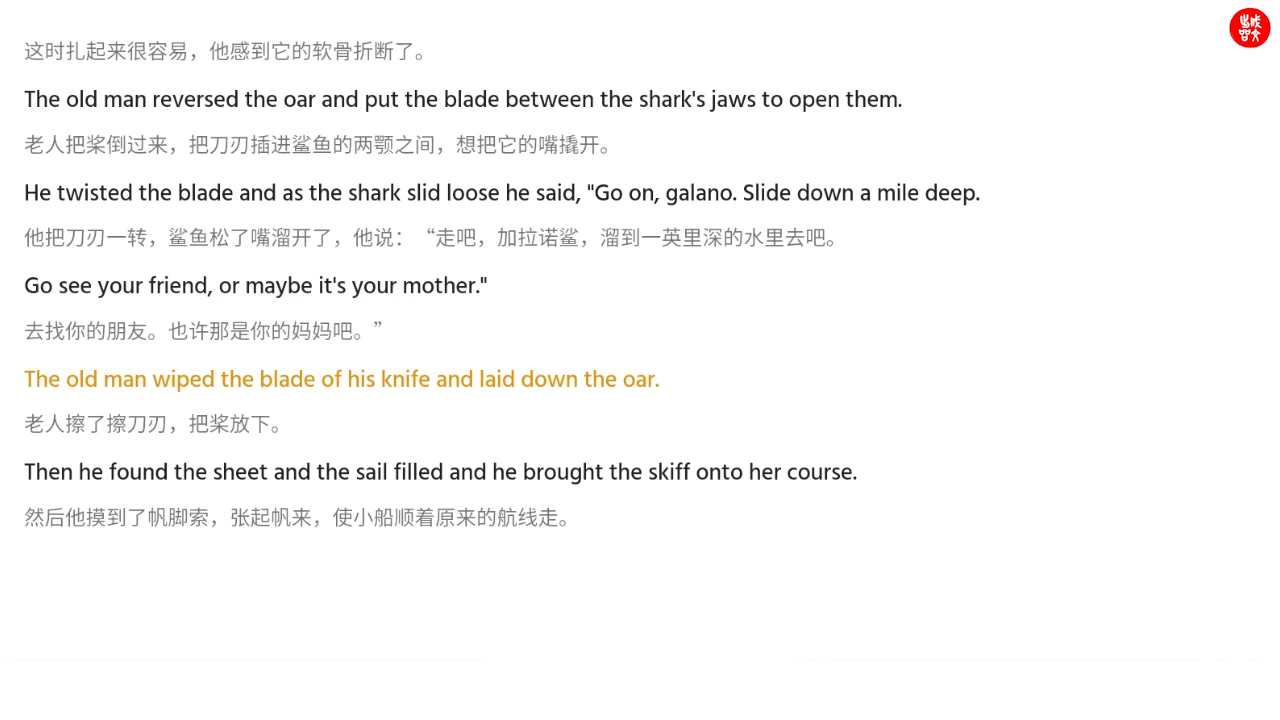 这时扎起来很容易，他感到它的软骨折断了。
The old man reversed the oar and put the blade between the shark's jaws to open them.
老人把桨倒过来，把刀刃插进鲨鱼的两颚之间，想把它的嘴撬开。
He twisted the blade and as the shark slid loose he said, "Go on, galano. Slide down a mile deep.
他把刀刃一转，鲨鱼松了嘴溜开了，他说：“走吧，加拉诺鲨，溜到一英里深的水里去吧。
Go see your friend, or maybe it's your mother."
去找你的朋友。也许那是你的妈妈吧。”
The old man wiped the blade of his knife and laid down the oar.
老人擦了擦刀刃，把桨放下。
Then he found the sheet and the sail filled and he brought the skiff onto her course.
然后他摸到了帆脚索，张起帆来，使小船顺着原来的航线走。